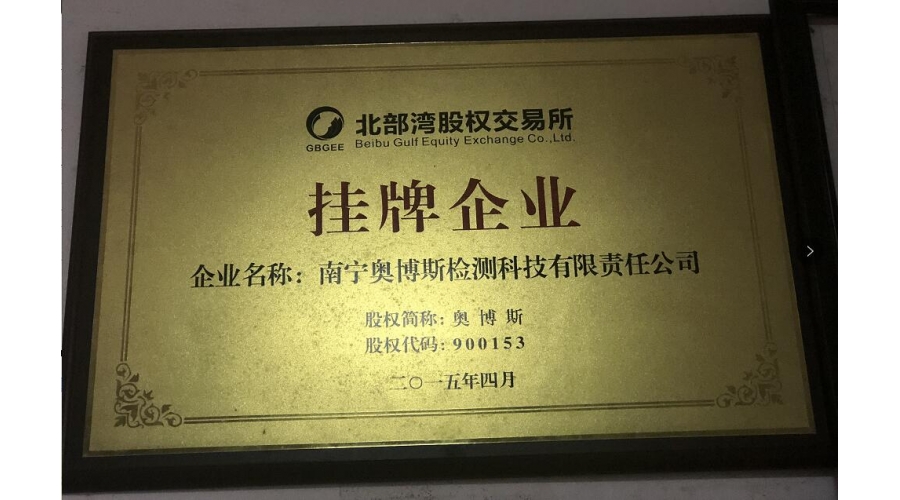 北部湾股权交易所
GBGEE Beibu Gulf Equity Exchange Co.,Ltd.
挂牌企业
企业名称：南宁奥博斯检测科技有限责任公司
股权简称：奥博斯
股权代码：900153
二〇一五年四月